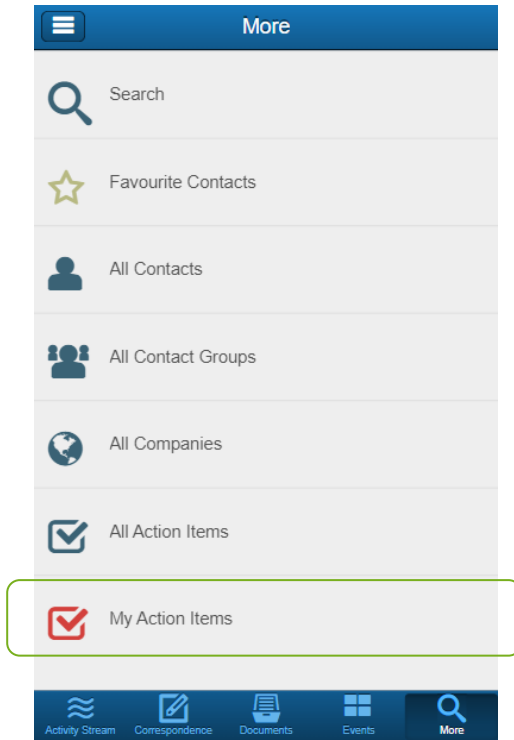 More
Search
Favourite Contacts
All Contacts
All Contact Groups
All Companies
All Action Items
My Action Items
Activity Stream Correspondence Documents Events More